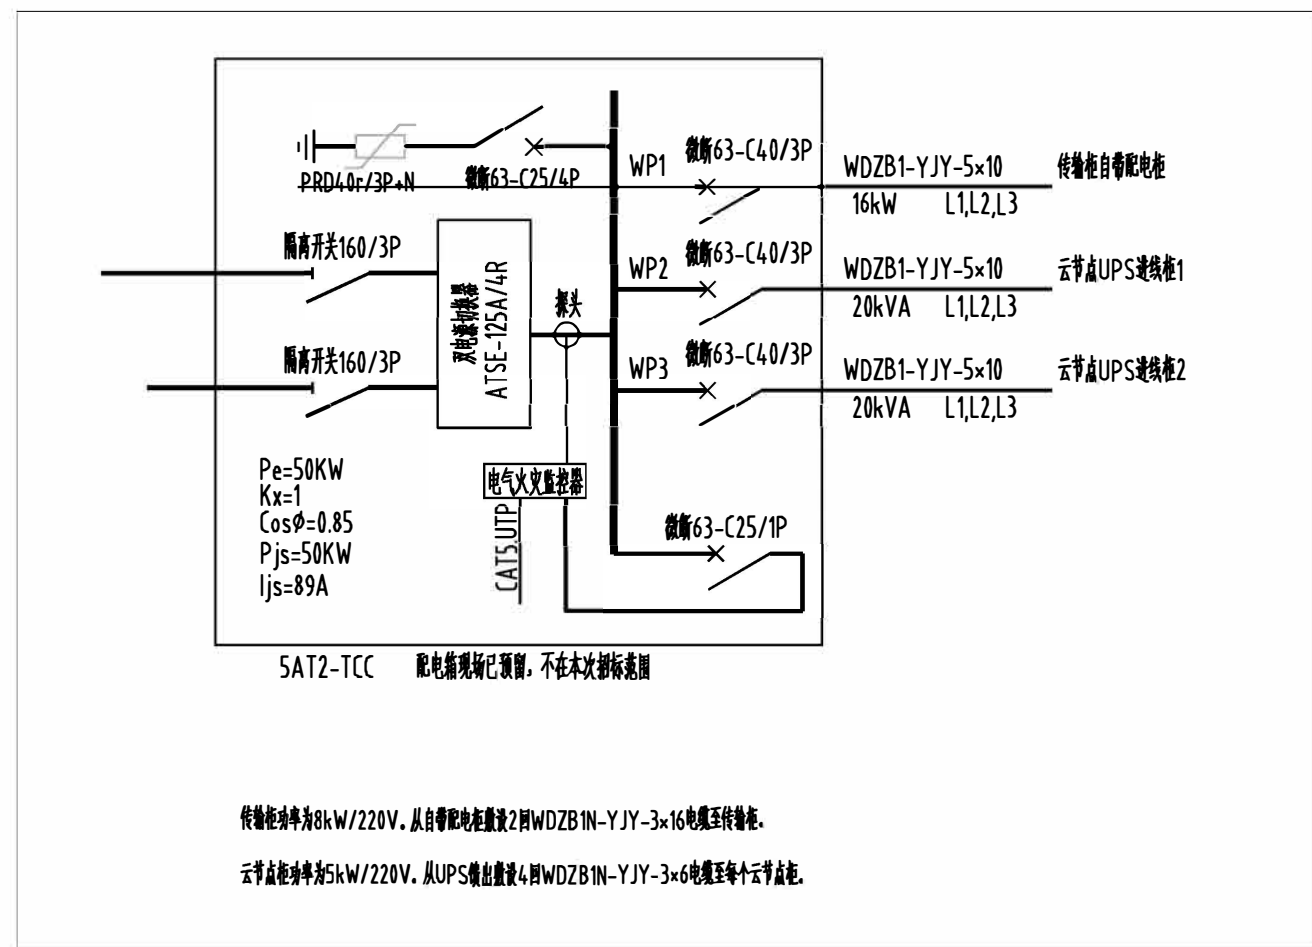 PRD40r/3P+N
微断63-C25/4P
WP1
微断63-C40/3P
WDZB1-YJY-5×10
传输柜自带配电柜
16kW
L1,L2,L3
隔离开关160/3P
双电源切换器
ATSE-125A/4R
探头
WP2
微断63-C40/3P
WDZB1-YJY-5×10
云节点UPS进线柜1
20kVA
L1,L2,L3
隔离开关160/3P
WP3
微断63-C40/3P
WDZB1-YJY-5×10
云节点UPS进线柜2
20kVA
L1,L2,L3
Pe=50KW
Kx=1
CosΦ=0.85
Pjs=50KW
Ijs=89A
电气火灾监控器
CAT5.UTP
微断63-C25/1P
5AT2-TCC
配电箱现场已预留,不在本次招标范围
传输柜功率为8kW/220V.从自带配电柜敷设2回WDZB1N-YJY-3×16电缆至传输柜.
云节点柜功率为5kW/220V.从UPS馈出敷设4回WDZB1N-YJY-3×6电缆至每个云节点柜.